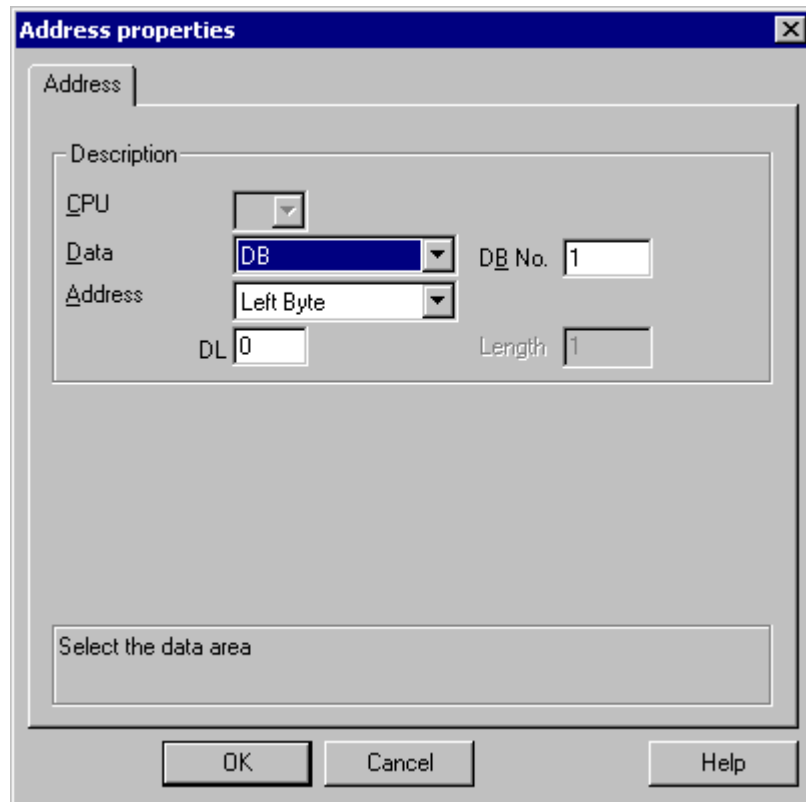 Address properties
Address
Description
CPU
Data DB DB No. 1
Address Left Byte
DL 0 Length 1
Select the data area
OK Cancel Help